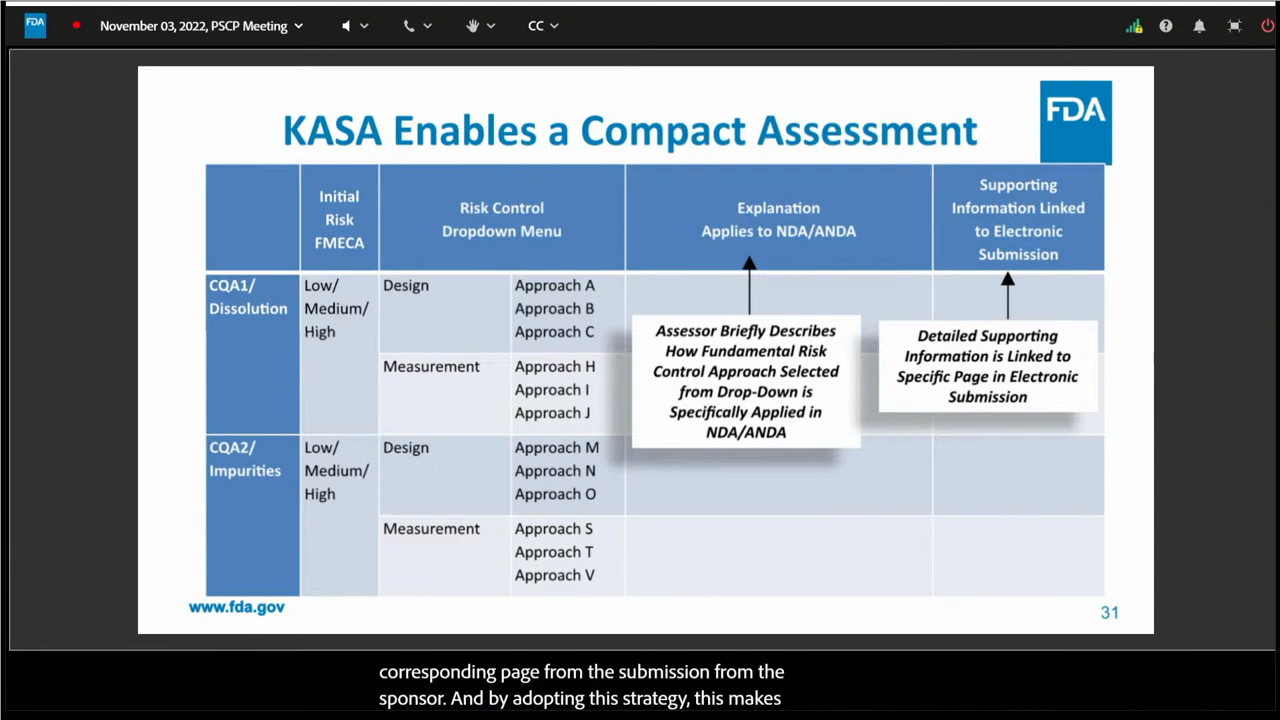 FDA
November 03, 2022, PSCP Meeting
CC
KASA Enables a Compact Assessment
FDA
Initial
Risk
FMECA
Risk Control
Dropdown Menu
Explanation
Applies to NDA/ANDA
Supporting
Information Linked
to Electronic
Submission
CQA1/
Dissolution
Low/
Medium/
High
Design
Approach A
Approach B
Approach C
Measurement
Approach H
Approach I
Approach J
Assessor Briefly Describes
How Fundamental Risk
Control Approach Selected
from Drop-Down is
Specifically Applied in
NDA/ANDA
Detailed Supporting
Information is Linked to
Specific Page in Electronic
Submission
CQA2/
Impurities
Low/
Medium/
High
Design
Approach M
Approach N
Approach O
Measurement
Approach S
Approach T
Approach V
www.fda.gov
31
corresponding page from the submission from the
sponsor. And by adopting this strategy, this makes